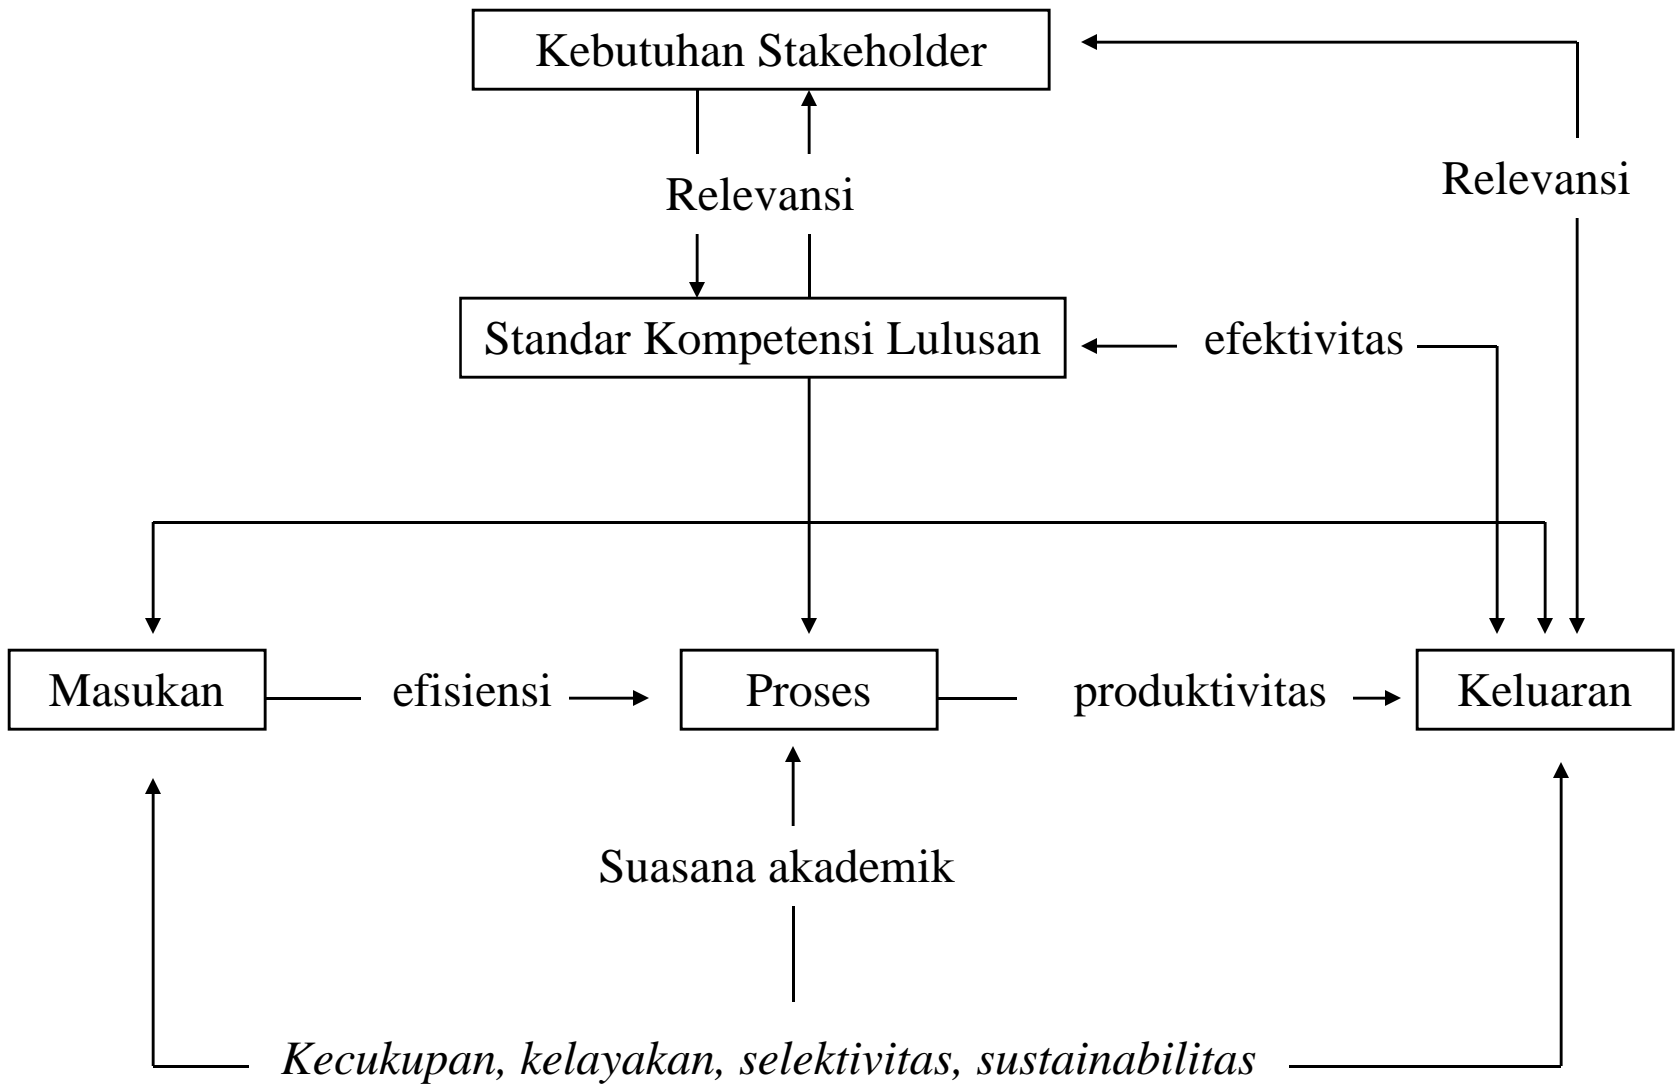 Kebutuhan Stakeholder
Relevansi
Relevansi
Standar Kompetensi Lulusan
efektivitas
Masukan
efisiensi
Proses
produktivitas
Keluaran
Suasana akademik
Kecukupan, kelayakan, selektivitas, sustainabilitas